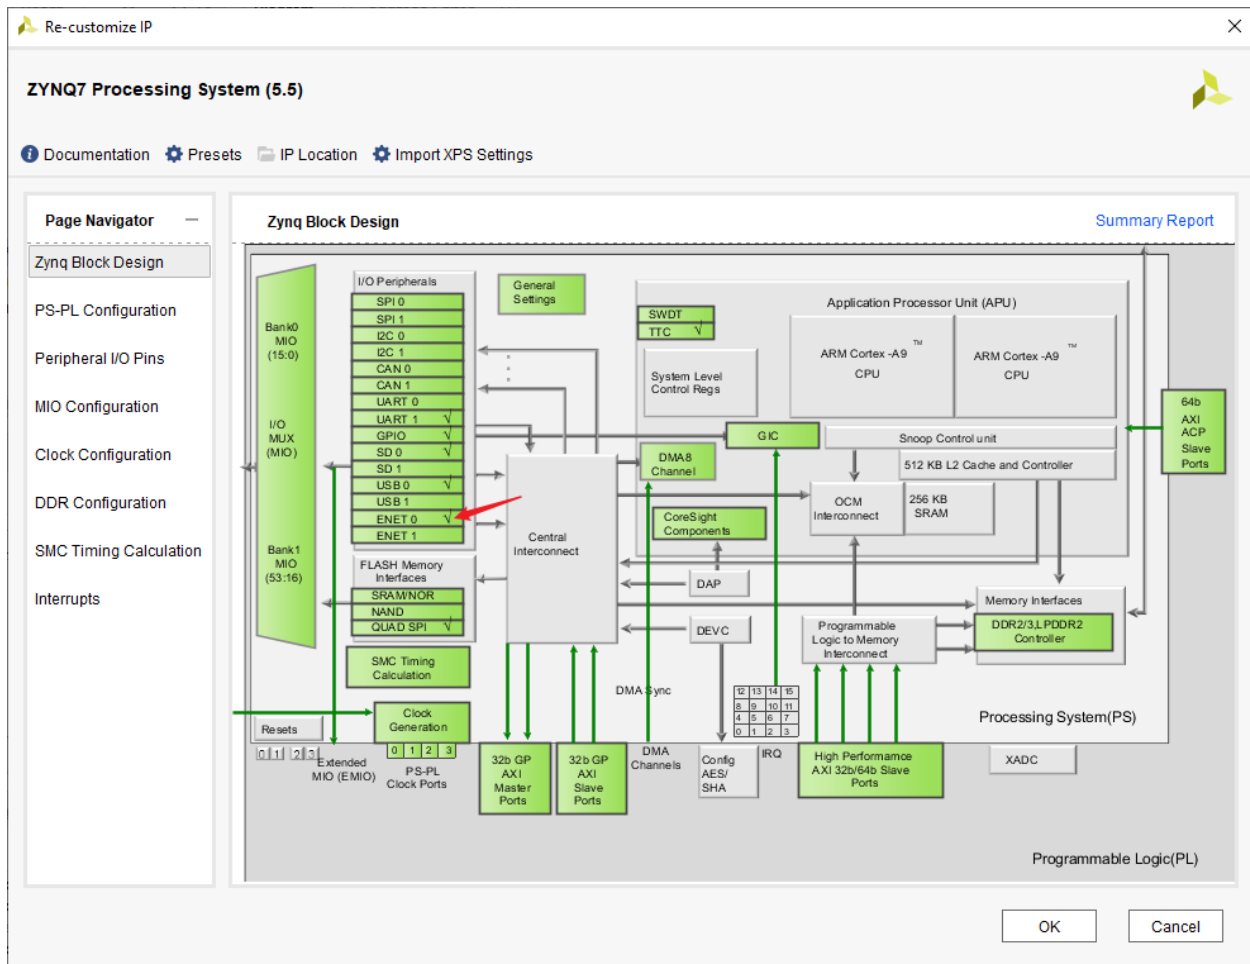 Re-customize IP
ZYNQ7 Processing System (5.5)
Documentation Presets IP Location Import XPS Settings
Page Navigator
Zynq Block Design
PS-PL Configuration
Peripheral I/O Pins
MIO Configuration
Clock Configuration
DDR Configuration
SMC Timing Calculation
Interrupts
Zynq Block Design
Summary Report
Bank0
MIO
(15:0)
I/O
MUX
(MIO)
Bank1
MIO
(53:16)
I/O Peripherals
SPI 0
SPI 1
I2C 0
I2C 1
CAN 0
CAN 1
UART 0
UART 1 √
GPIO √
SD 0 √
SD 1
USB 0 √
USB 1
ENET 0 √
ENET 1
FLASH Memory
Interfaces
SRAM/NOR
NAND
QUAD SPI √
SMC Timing
Calculation
General
Settings
Application Processor Unit (APU)
SWDT
TTC √
System Level
Control Regs
ARM Cortex -A9 ™
CPU
ARM Cortex -A9 ™
CPU
GIC
Snoop Control unit
DMA8
Channel
512 KB L2 Cache and Controller
OCM
Interconnect
256 KB
SRAM
CoreSight
Components
Central
Interconnect
DAP
DEVC
Programmable
Logic to Memory
Interconnect
Memory Interfaces
DDR2/3,LPDDR2
Controller
64b
AXI
ACP
Slave
Ports
DMA Sync
12 13 14 15
8 9 10 11
4 5 6 7
0 1 2 3
IRQ
Processing System(PS)
Resets
0 1 2 3
Clock
Generation
0 1 2 3
Extended
MIO (EMIO)
PS-PL
Clock Ports
32b GP
AXI
Master
Ports
32b GP
AXI
Slave
Ports
DMA
Channels
Config
AES/
SHA
High Performamce
AXI 32b/64b Slave
Ports
XADC
Programmable Logic(PL)
OK
Cancel